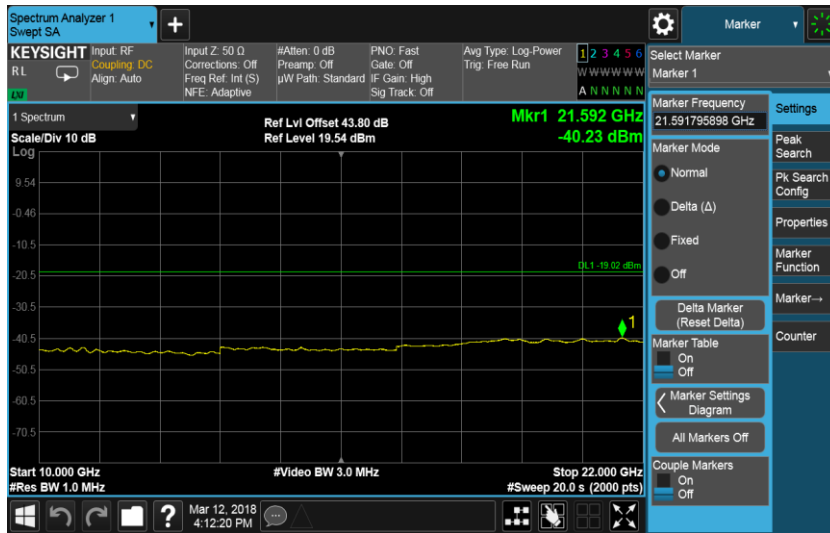 Spectrum Analyzer 1
Swept SA
+
Marker
KEYSIGHT
R L
LXI
Input: RF
Coupling: DC
Align: Auto
Input Z: 50 Ω
Corrections: Off
Freq Ref: Int (S)
NFE: Adaptive
#Atten: 0 dB
Preamp: Off
µW Path: Standard
PNO: Fast
Gate: Off
IF Gain: High
Sig Track: Off
Avg Type: Log-Power
Trig: Free Run
1 2 3 4 5 6
W W W W W W
A N N N N N
Select Marker
Marker 1
1 Spectrum
Scale/Div 10 dB
Log
Ref Lvl Offset 43.80 dB
Ref Level 19.54 dBm
Mkr1 21.592 GHz
-40.23 dBm
9.54
-0.46
-10.5
-20.5
-30.5
-40.5
-50.5
-60.5
-70.5
DL1 -19.02 dBm
1
Start 10.000 GHz
#Res BW 1.0 MHz
#Video BW 3.0 MHz
Stop 22.000 GHz
#Sweep 20.0 s (2000 pts)
Marker Frequency
21.591795898 GHz
Marker Mode
Normal
Delta (Δ)
Fixed
Off
Delta Marker
(Reset Delta)
Marker Table
On
Off
Marker Settings
Diagram
All Markers Off
Couple Markers
On
Off
Settings
Peak
Search
Pk Search
Config
Properties
Marker
Function
Marker→
Counter
?
Mar 12, 2018
4:12:20 PM